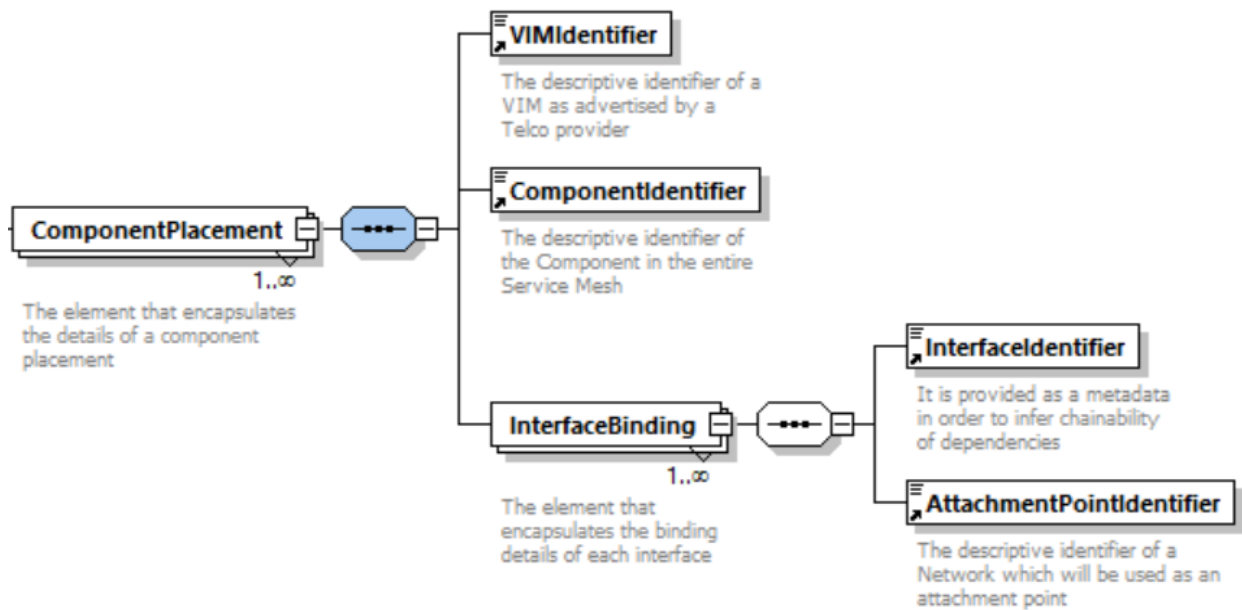 VIMIdentifier
The descriptive identifier of a
VIM as advertised by a
Telco provider
ComponentIdentifier
The descriptive identifier of
the Component in the entire
Service Mesh
ComponentPlacement
1..∞
The element that encapsulates
the details of a component
placement
InterfaceBinding
1..∞
The element that
encapsulates the binding
details of each interface
InterfaceIdentifier
It is provided as a metadata
in order to infer chainability
of dependencies
AttachmentPointIdentifier
The descriptive identifier of a
Network which will be used as an
attachment point